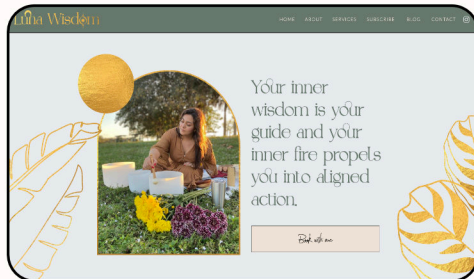 Luna Wisdom
HOME ABOUT SERVICES SUBSCRIBE BLOG CONTACT
Your inner
wisdom is your
guide and your
inner fire propels
you into aligned
action.
Book with me